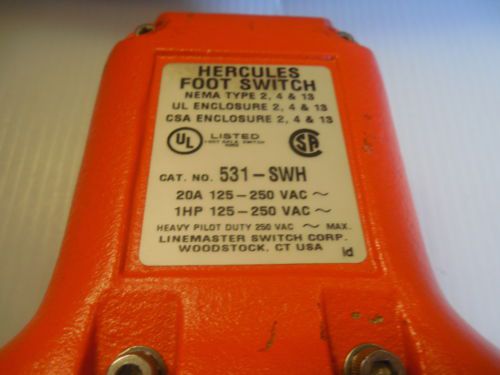 HERCULES
FOOT SWITCH
NEMA TYPE 2, 4 & 13
UL ENCLOSURE 2, 4 & 13
CSA ENCLOSURE 2, 4 & 13
UL LISTED SA
CAT. NO. 531-SWH
20A 125-250 VAC ~
1HP 125-250 VAC ~
HEAVY PILOT DUTY 250 VAC ~ MAX.
LINEMASTER SWITCH CORP.
WOODSTOCK, CT USA
ld